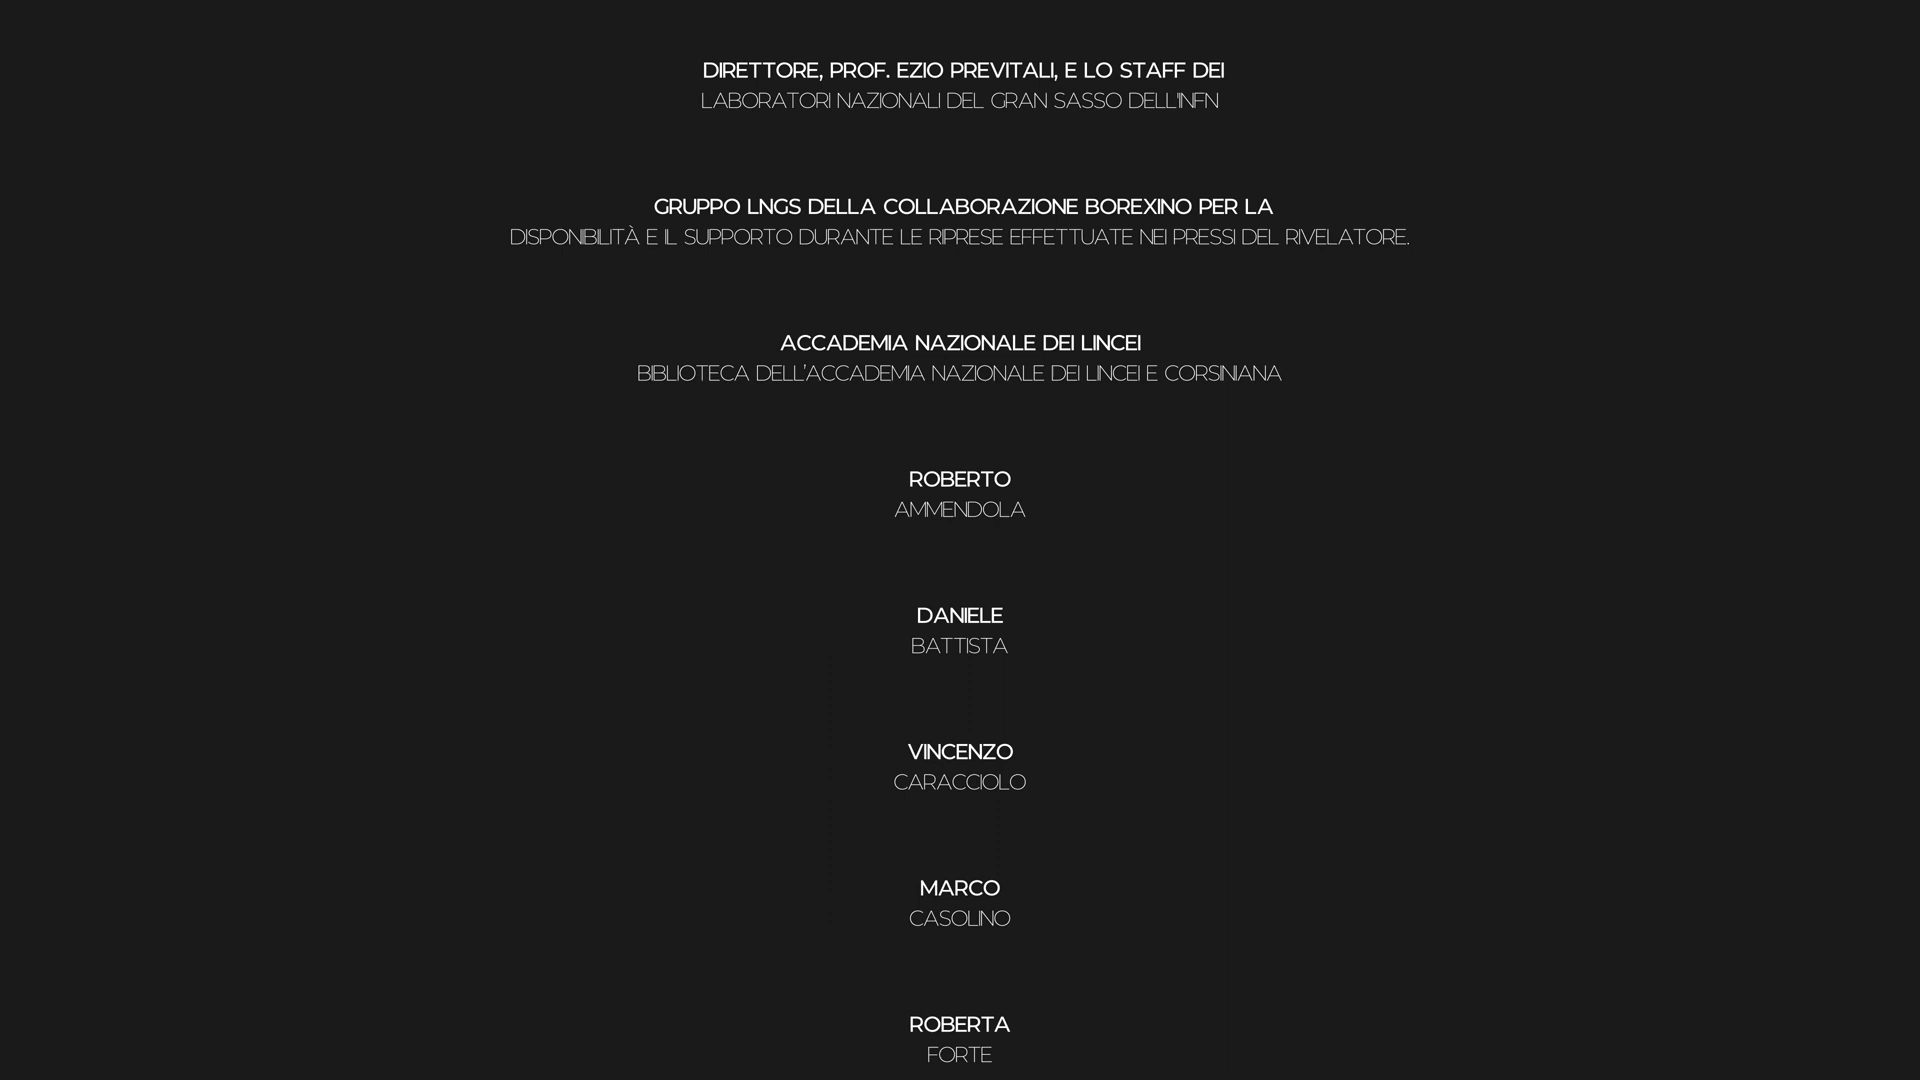 DIRETTORE, PROF. EZIO PREVITALI, E LO STAFF DEI
LABORATORI NAZIONALI DEL GRAN SASSO DELL'INFN
GRUPPO LNGS DELLA COLLABORAZIONE BOREXINO PER LA
DISPONIBILITÀ E IL SUPPORTO DURANTE LE RIPRESE EFFETTUATE NEI PRESSI DEL RIVELATORE.
ACCADEMIA NAZIONALE DEI LINCEI
BIBLIOTECA DELL’ACCADEMIA NAZIONALE DEI LINCEI E CORSINIANA
ROBERTO
AMMENDOLA
DANIELE
BATTISTA
VINCENZO
CARACCIOLO
MARCO
CASOLINO
ROBERTA
FORTE